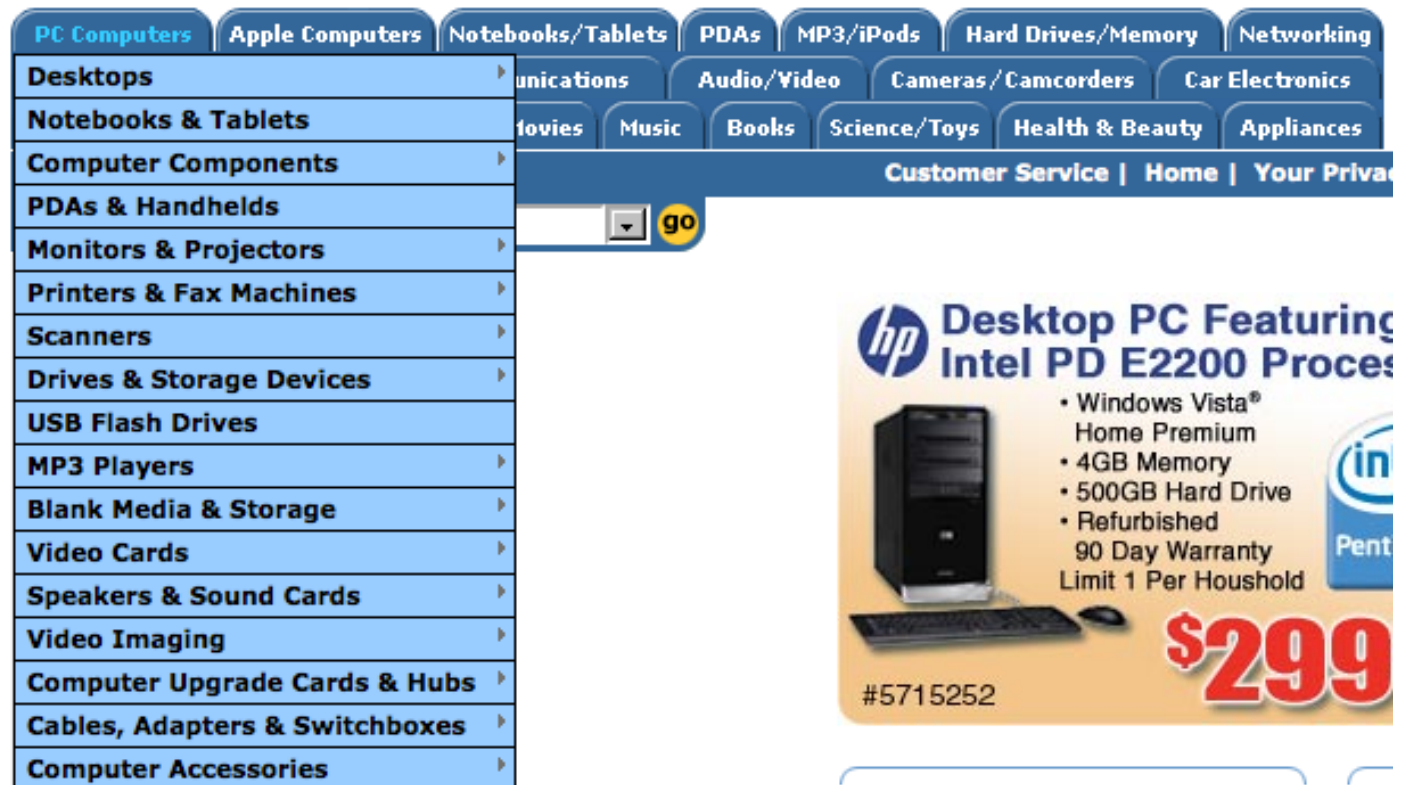 PC Computers Apple Computers Notebooks/Tablets PDAs MP3/iPods Hard Drives/Memory Networking
Audio/Video Cameras/Camcorders Car Electronics
Music Books Science/Toys Health & Beauty Appliances
Customer Service | Home | Your
go
Desktops
Notebooks & Tablets
Computer Components
PDAs & Handhelds
Monitors & Projectors
Printers & Fax Machines
Scanners
Drives & Storage Devices
USB Flash Drives
MP3 Players
Blank Media & Storage
Video Cards
Speakers & Sound Cards
Video Imaging
Computer Upgrade Cards & Hubs
Cables, Adapters & Switchboxes
Computer Accessories
hp
Desktop PC Featuring
Intel PD E2200
• Windows Vista®
Home Premium
• 4GB Memory
• 500GB Hard Drive
• Refurbished
90 Day Warranty
Limit 1 Per Houshold
$299
#5715252